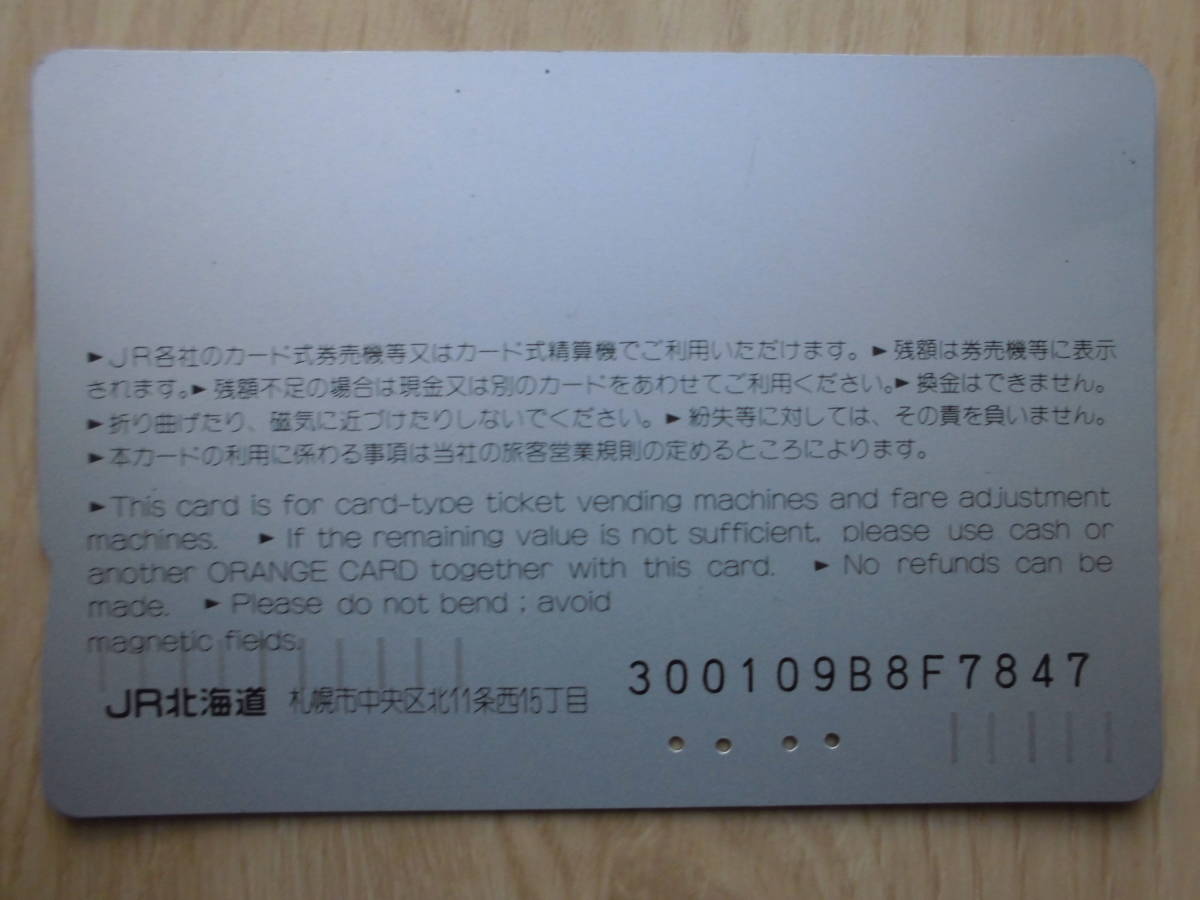 ►JR各社のカード式券売機等又はカード式精算機でご利用いただけます。►残額は券売機等に表示
されます。►残額不足の場合は現金又は別のカードをあわせてご利用ください。►換金はできません。
►折り曲げたり、磁気に近づけたりしないでください。►紛失等に対しては、その責を負いません。
►本カードの利用に係わる事項は当社の旅客営業規則の定めるところによります。
►This card is for card-type ticket vending machines and fare adjustment
machines. ►If the remaining value is not sufficient, please use cash or
another ORANGE CARD together with this card. ►No refunds can be
made. ►Please do not bend; avoid
magnetic fields.
300109B8F7847
JR北海道 札幌市中央区北11条西15丁目